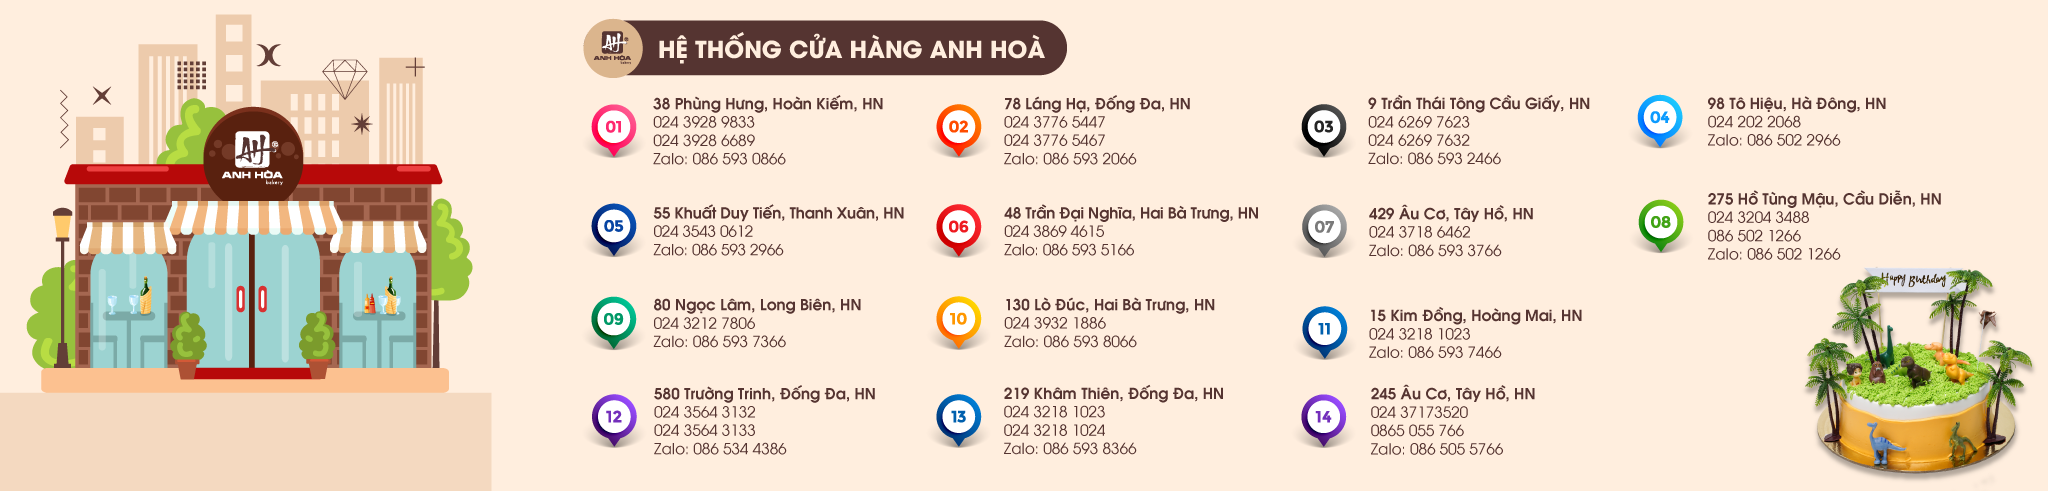 AH
ANH HÒA
bakery
AH
ANH HÒA
bakery
HỆ THỐNG CỬA HÀNG ANH HOÀ
01
38 Phùng Hưng, Hoàn Kiếm, HN
024 3928 9833
024 3928 6689
Zalo: 086 593 0866
02
78 Láng Hạ, Đống Đa, HN
024 3776 5447
024 3776 5467
Zalo: 086 593 2066
03
9 Trần Thái Tông Cầu Giấy, HN
024 6269 7623
024 6269 7632
Zalo: 086 593 2466
04
98 Tô Hiệu, Hà Đông, HN
024 202 2068
Zalo: 086 502 2966
05
55 Khuất Duy Tiến, Thanh Xuân, HN
024 3543 0612
Zalo: 086 593 2966
06
48 Trần Đại Nghĩa, Hai Bà Trưng, HN
024 3869 4615
Zalo: 086 593 5166
07
429 Âu Cơ, Tây Hồ, HN
024 3718 6462
Zalo: 086 593 3766
08
275 Hồ Tùng Mậu, Cầu Diễn, HN
024 3204 3488
086 502 1266
Zalo: 086 502 1266
09
80 Ngọc Lâm, Long Biên, HN
024 3212 7806
Zalo: 086 593 7366
10
130 Lò Đúc, Hai Bà Trưng, HN
024 3932 1886
Zalo: 086 593 8066
11
15 Kim Đồng, Hoàng Mai, HN
024 3218 1023
Zalo: 086 593 7466
12
580 Trường Trinh, Đống Đa, HN
024 3564 3132
024 3564 3133
Zalo: 086 534 4386
13
219 Khâm Thiên, Đống Đa, HN
024 3218 1023
024 3218 1024
Zalo: 086 593 8366
14
245 Âu Cơ, Tây Hồ, HN
024 37173520
0865 055 766
Zalo: 086 505 5766
Happy Birthday